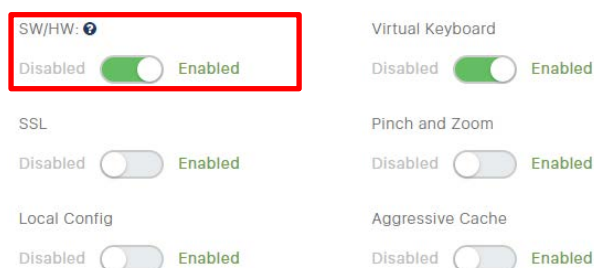 SW/HW: ?
Virtual Keyboard
Disabled Enabled
Disabled Enabled
SSL
Pinch and Zoom
Disabled Enabled
Disabled Enabled
Local Config
Aggressive Cache
Disabled Enabled
Disabled Enabled